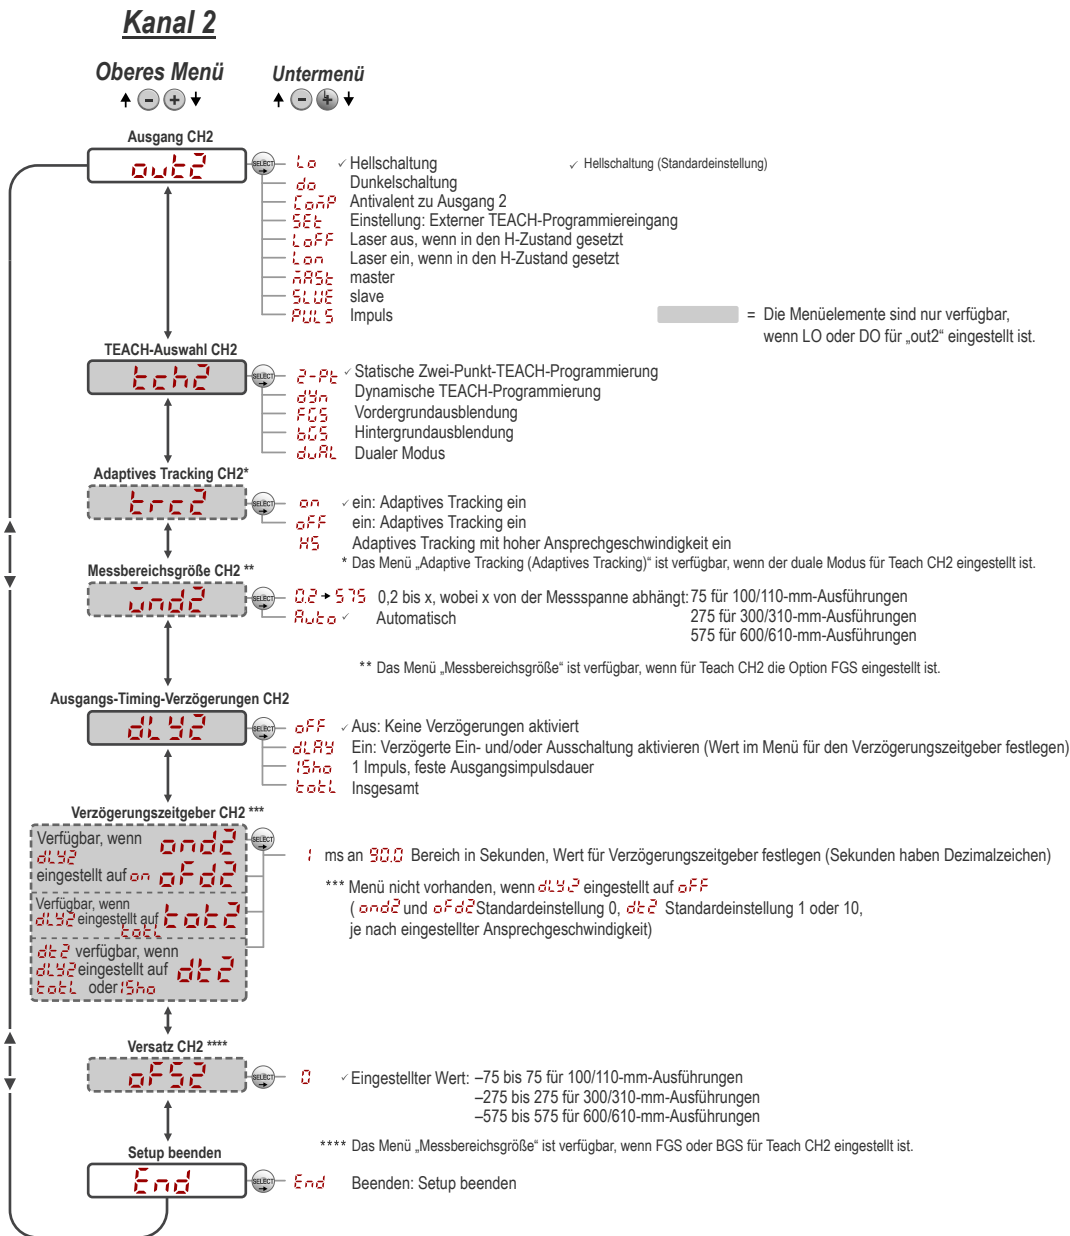 Kanal 2
Oberes Menü
Untermenü
Ausgang CH2
out2
SELECT
Lo ✓ Hellschaltung
✓ Hellschaltung (Standardeinstellung)
do Dunkelschaltung
ComP Antivalent zu Ausgang 2
SEt Einstellung: Externer TEACH-Programmiereingang
LoFF Laser aus, wenn in den H-Zustand gesetzt
Lon Laser ein, wenn in den H-Zustand gesetzt
mASt master
SLUE slave
PULS Impuls
= Die Menüelemente sind nur verfügbar,
wenn LO oder DO für „out2“ eingestellt ist.
TEACH-Auswahl CH2
tch2
SELECT
2-Pt ✓ Statische Zwei-Punkt-TEACH-Programmierung
dYn Dynamische TEACH-Programmierung
FGS Vordergrundausblendung
bGS Hintergrundausblendung
duAL Dualer Modus
Adaptives Tracking CH2*
trc2
SELECT
on ✓ ein: Adaptives Tracking ein
oFF ein: Adaptives Tracking ein
HS Adaptives Tracking mit hoher Ansprechgeschwindigkeit ein
* Das Menü „Adaptive Tracking (Adaptives Tracking)“ ist verfügbar, wenn der duale Modus für Teach CH2 eingestellt ist.
Messbereichsgröße CH2 **
wnd2
SELECT
0.2 → 575 0,2 bis x, wobei x von der Messspanne abhängt: 75 für 100/110-mm-Ausführungen
Auto ✓ Automatisch
275 für 300/310-mm-Ausführungen
575 für 600/610-mm-Ausführungen
** Das Menü „Messbereichsgröße“ ist verfügbar, wenn für Teach CH2 die Option FGS eingestellt ist.
Ausgangs-Timing-Verzögerungen CH2
dLY2
SELECT
oFF ✓ Aus: Keine Verzögerungen aktiviert
dLAY Ein: Verzögerte Ein- und/oder Ausschaltung aktivieren (Wert im Menü für den Verzögerungszeitgeber festlegen)
1Sho 1 Impuls, feste Ausgangsimpulsdauer
totL Insgesamt
Verzögerungszeitgeber CH2 ***
Verfügbar, wenn
dLY2
eingestellt auf on
ond2
oFd2
SELECT
Verfügbar, wenn
dLY2 eingestellt auf
totL
tot2
dt2 verfügbar, wenn
dLY2 eingestellt auf
totL oder 1Sho
dt2
1 ms an 90.0 Bereich in Sekunden, Wert für Verzögerungszeitgeber festlegen (Sekunden haben Dezimalzeichen)
*** Menü nicht vorhanden, wenn dLY2 eingestellt auf oFF
( ond2 und oFd2 Standardeinstellung 0, dt2 Standardeinstellung 1 oder 10,
je nach eingestellter Ansprechgeschwindigkeit)
Versatz CH2 ****
oFS2
SELECT
0 ✓ Eingestellter Wert: –75 bis 75 für 100/110-mm-Ausführungen
–275 bis 275 für 300/310-mm-Ausführungen
–575 bis 575 für 600/610-mm-Ausführungen
**** Das Menü „Messbereichsgröße“ ist verfügbar, wenn FGS oder BGS für Teach CH2 eingestellt ist.
Setup beenden
End
SELECT
End Beenden: Setup beenden